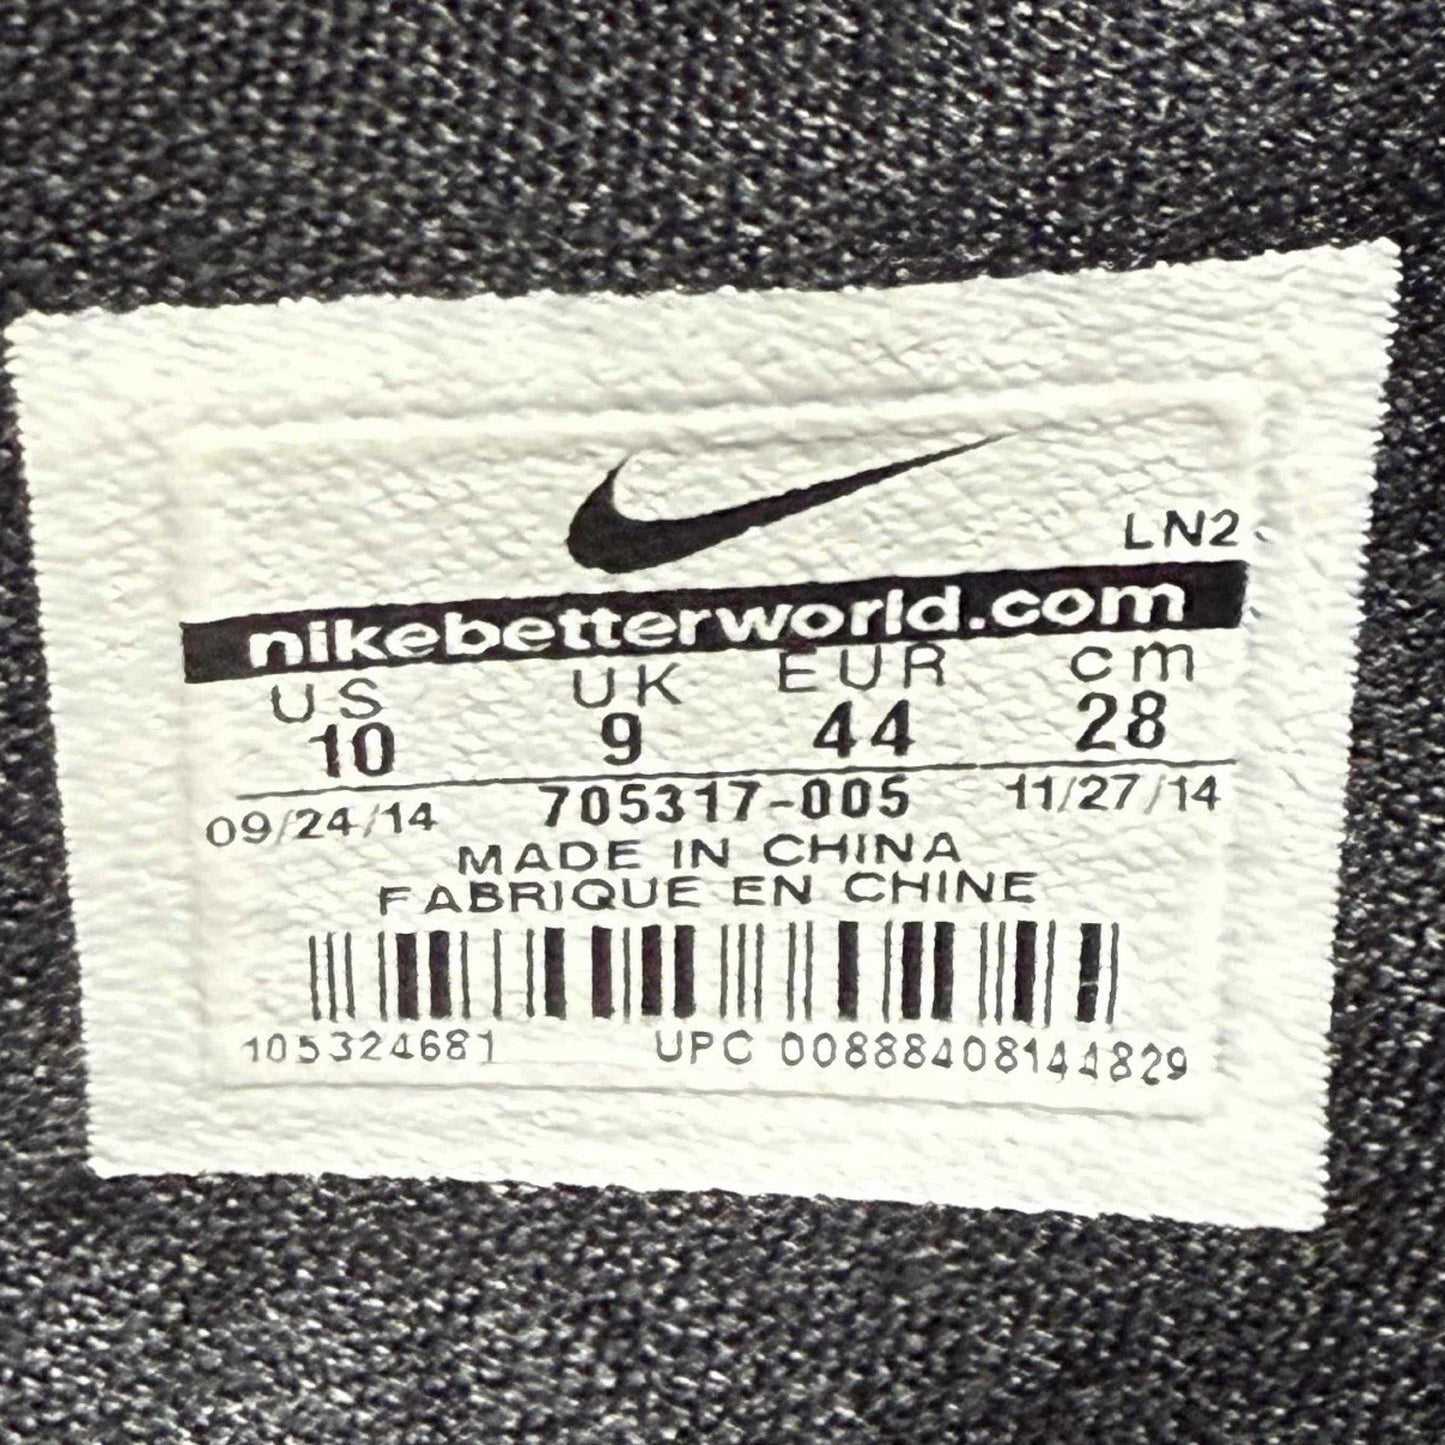 LN2
nikebetterworld.com
US UK EUR cm
10 9 44 28
09/24/14 705317-005 11/27/14
MADE IN CHINA
FABRIQUE EN CHINE
105324681 UPC 00888408144829